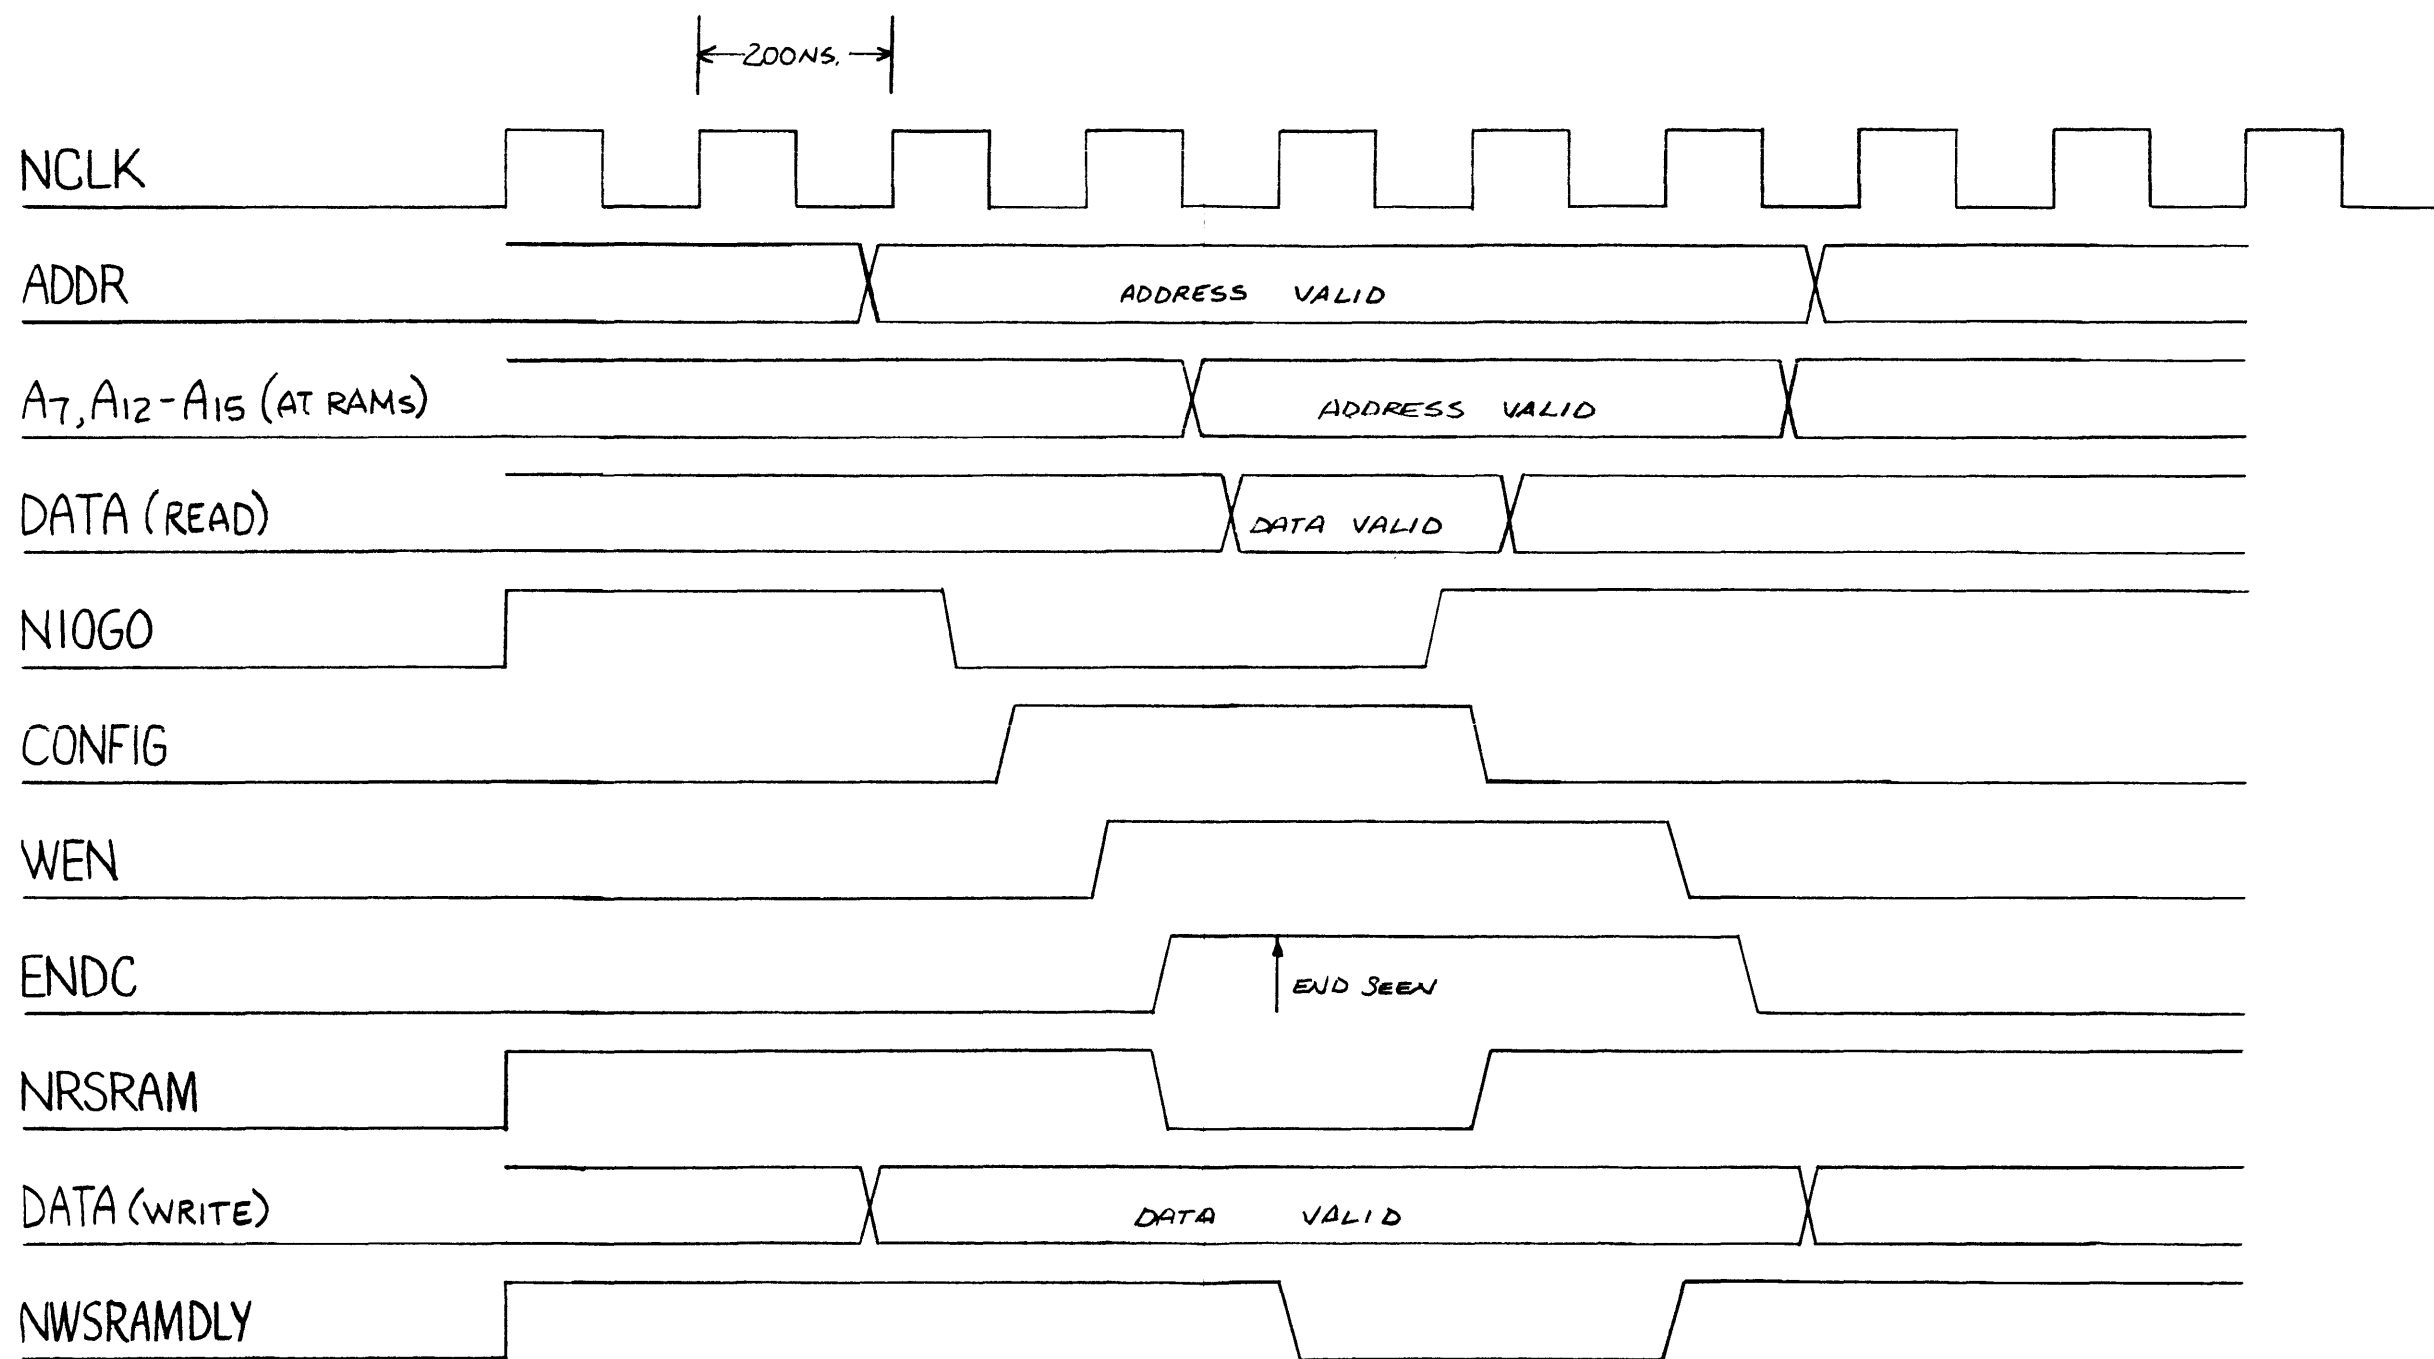 200NS.
NCLK
ADDR
ADDRESS VALID
A7, A12-A15 (AT RAMS)
ADDRESS VALID
DATA (READ)
DATA VALID
NIOGO
CONFIG
WEN
ENDC
END SEEN
NRSRAM
DATA (WRITE)
DATA VALID
NWSRAMDLY